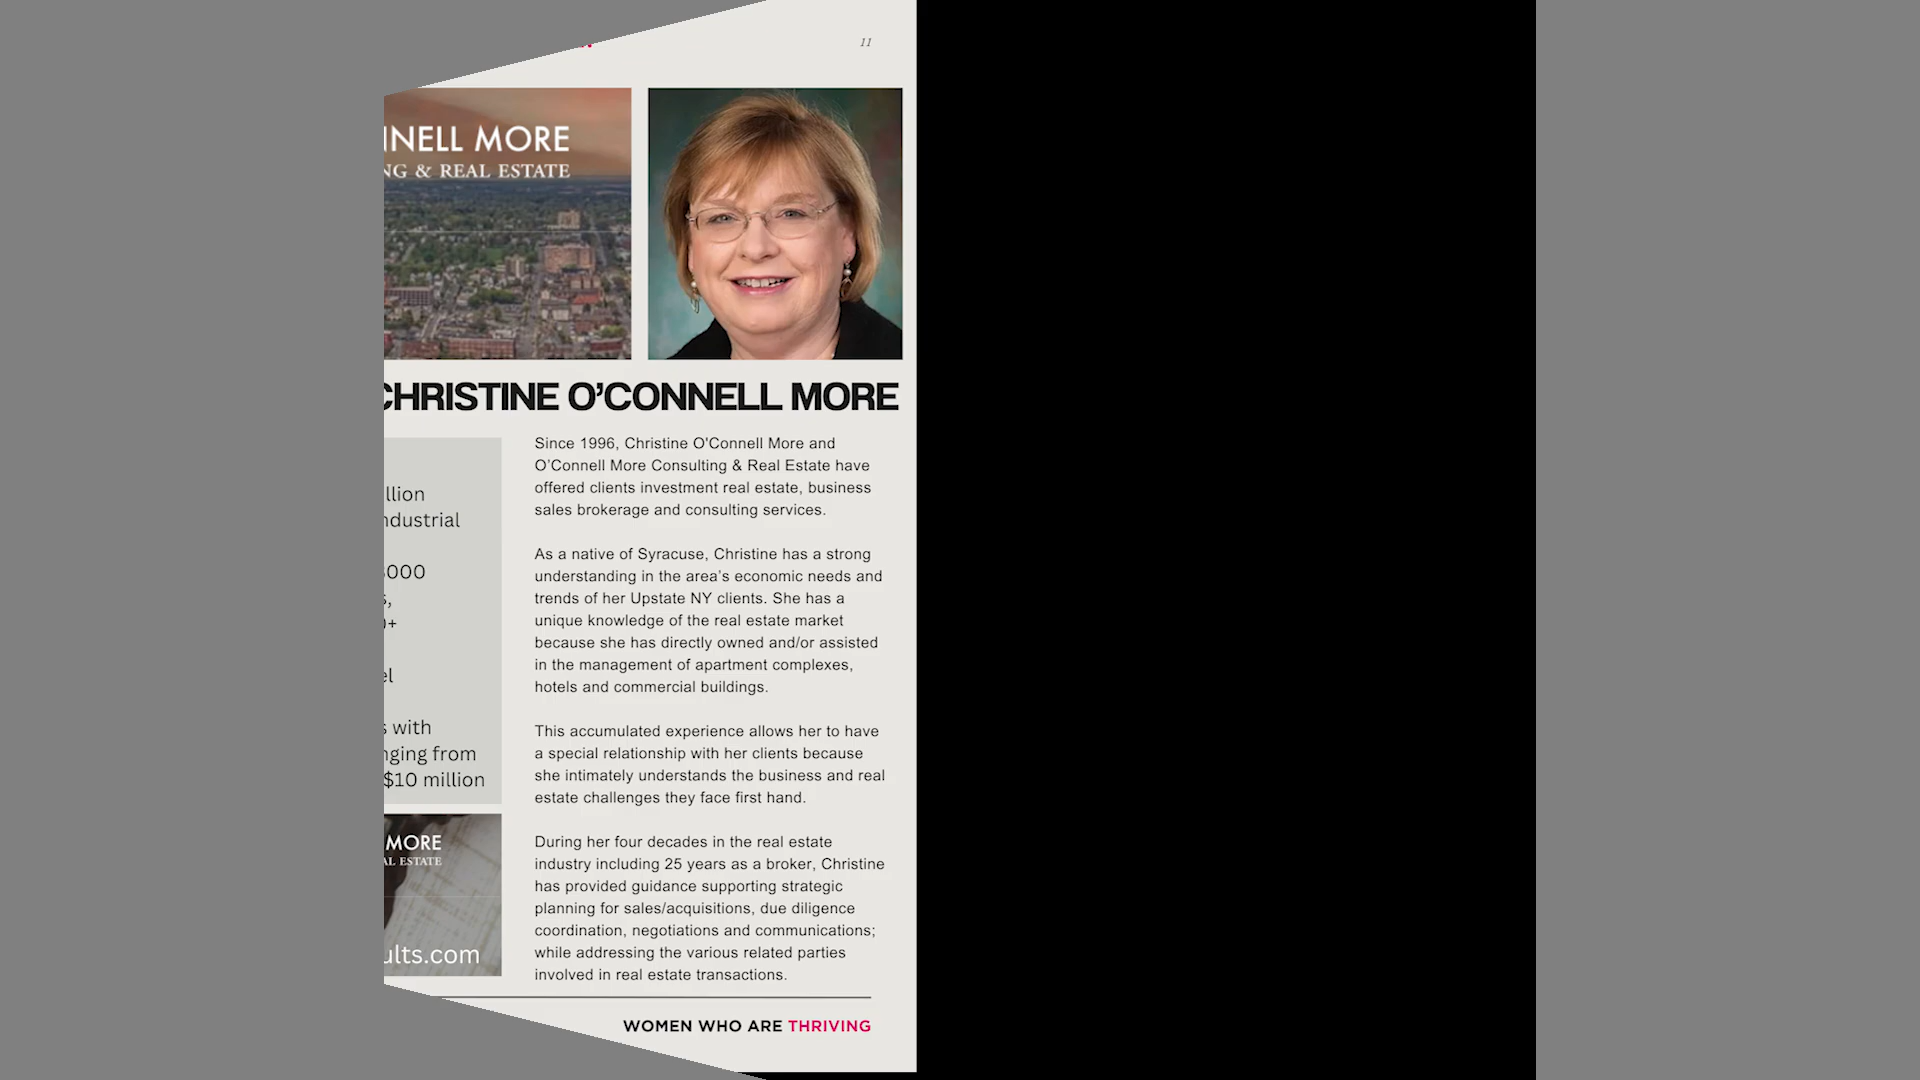 11
NNELL MORE
NG & REAL ESTATE
CHRISTINE O'CONNELL MORE
llion
ndustrial
000
s,
+
el
s with
nging from
$10 million
MORE
AL ESTATE
ults.com
Since 1996, Christine O'Connell More and
O'Connell More Consulting & Real Estate have
offered clients investment real estate, business
sales brokerage and consulting services.
As a native of Syracuse, Christine has a strong
understanding in the area's economic needs and
trends of her Upstate NY clients. She has a
unique knowledge of the real estate market
because she has directly owned and/or assisted
in the management of apartment complexes,
hotels and commercial buildings.
This accumulated experience allows her to have
a special relationship with her clients because
she intimately understands the business and real
estate challenges they face first hand.
During her four decades in the real estate
industry including 25 years as a broker, Christine
has provided guidance supporting strategic
planning for sales/acquisitions, due diligence
coordination, negotiations and communications;
while addressing the various related parties
involved in real estate transactions.
WOMEN WHO ARE THRIVING